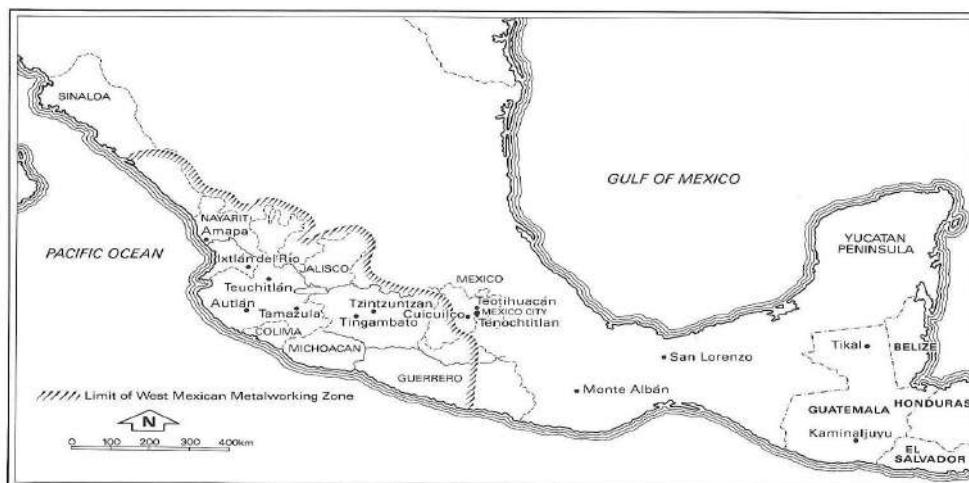 SINALOA
GULF OF MEXICO
NAYARIT
Amapa
PACIFIC OCEAN
YUCATAN
PENINSULA
Ixtlán del Río
JALISCO
Teuchitlán
MEXICO
Autlán
Tamazula
Tzintzuntzan
Tingambato
Cuicuilco
Teotihuacán
MEXICO CITY
Tenochtitlan
COLIMA
MICHOACAN
Tikal
BELIZE
San Lorenzo
GUERRERO
Monte Albán
Limit of West Mexican Metalworking Zone
GUATEMALA
HONDURAS
Kaminaljuyu
EL
SALVADOR
N
0 100 200 300 400km